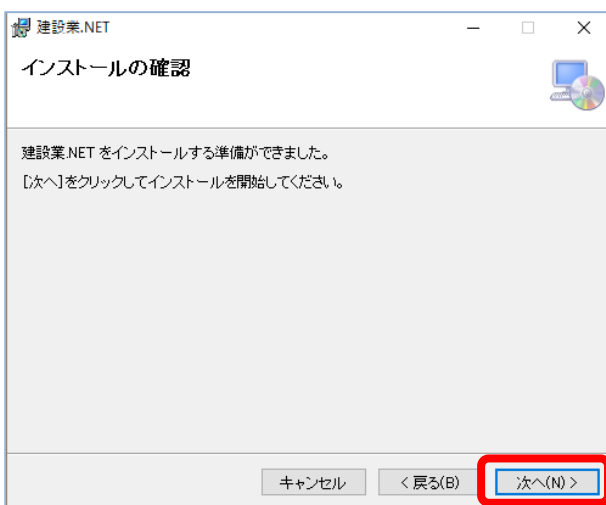 建設業.NET
インストールの確認
建設業.NET をインストールする準備ができました。
[次へ]をクリックしてインストールを開始してください。
キャンセル
< 戻る(B)
次へ(N) >